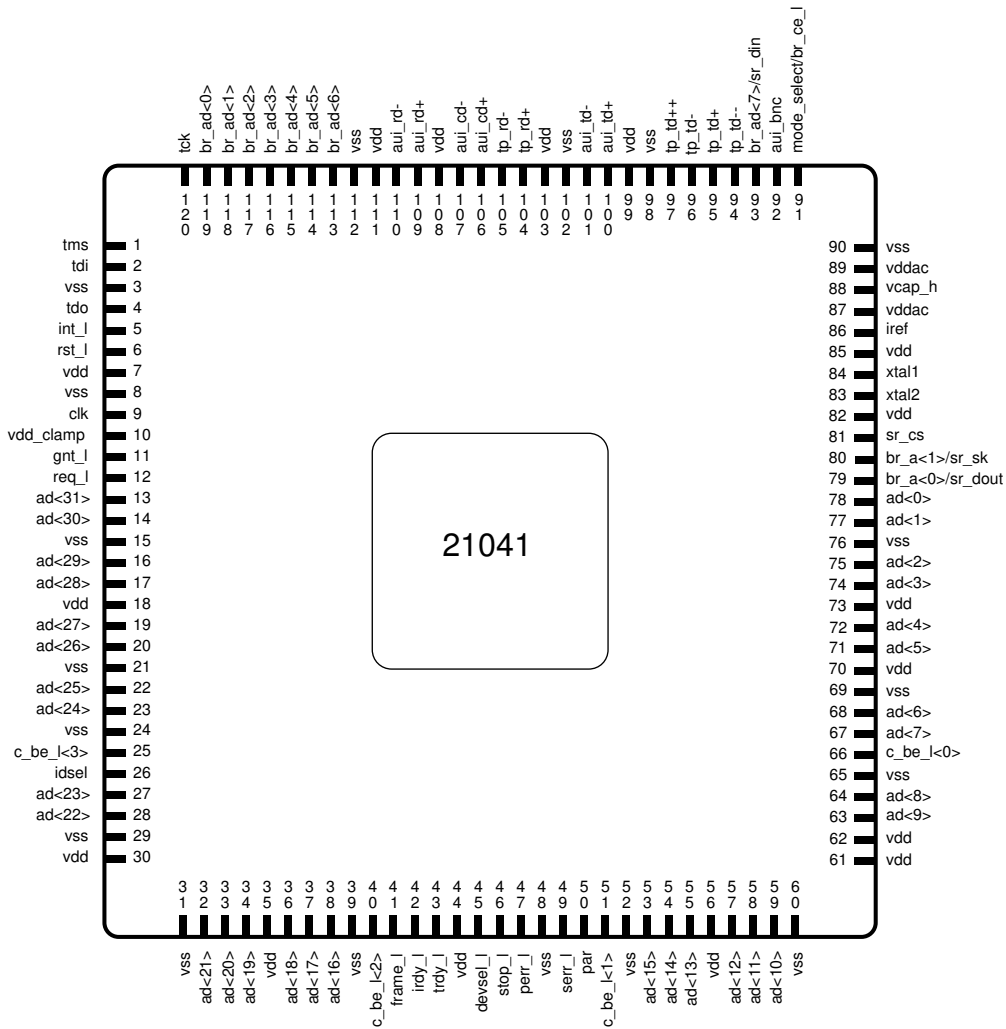 tck
br_ad<0>
br_ad<1>
br_ad<2>
br_ad<3>
br_ad<4>
br_ad<5>
br_ad<6>
vss
vdd
aui_rd-
aui_rd+
vdd
aui_cd-
aui_cd+
tp_rd-
tp_rd+
vdd
vss
aui_td-
aui_td+
vdd
vss
tp_td++
tp_td-
tp_td+
tp_td--
br_ad<7>/sr_din
aui_bnc
mode_select/br_ce_l
120
119
118
117
116
115
114
113
112
111
110
109
108
107
106
105
104
103
102
101
100
99
98
97
96
95
94
93
92
91
tms 1
tdi 2
vss 3
tdo 4
int_l 5
rst_l 6
vdd 7
vss 8
clk 9
vdd_clamp 10
gnt_l 11
req_l 12
ad<31> 13
ad<30> 14
vss 15
ad<29> 16
ad<28> 17
vdd 18
ad<27> 19
ad<26> 20
vss 21
ad<25> 22
ad<24> 23
vss 24
c_be_l<3> 25
idsel 26
ad<23> 27
ad<22> 28
vss 29
vdd 30
21041
90 vss
89 vddac
88 vcap_h
87 vddac
86 iref
85 vdd
84 xtal1
83 xtal2
82 vdd
81 sr_cs
80 br_a<1>/sr_sk
79 br_a<0>/sr_dout
78 ad<0>
77 ad<1>
76 vss
75 ad<2>
74 ad<3>
73 vdd
72 ad<4>
71 ad<5>
70 vdd
69 vss
68 ad<6>
67 ad<7>
66 c_be_l<0>
65 vss
64 ad<8>
63 ad<9>
62 vdd
61 vdd
31
32
33
34
35
36
37
38
39
40
41
42
43
44
45
46
47
48
49
50
51
52
53
54
55
56
57
58
59
60
vss
ad<21>
ad<20>
ad<19>
vdd
ad<18>
ad<17>
ad<16>
vss
c_be_l<2>
frame_l
irdy_l
trdy_l
vdd
devsel_l
stop_l
perr_l
vss
serr_l
par
c_be_l<1>
vss
ad<15>
ad<14>
ad<13>
vdd
ad<12>
ad<11>
ad<10>
vss